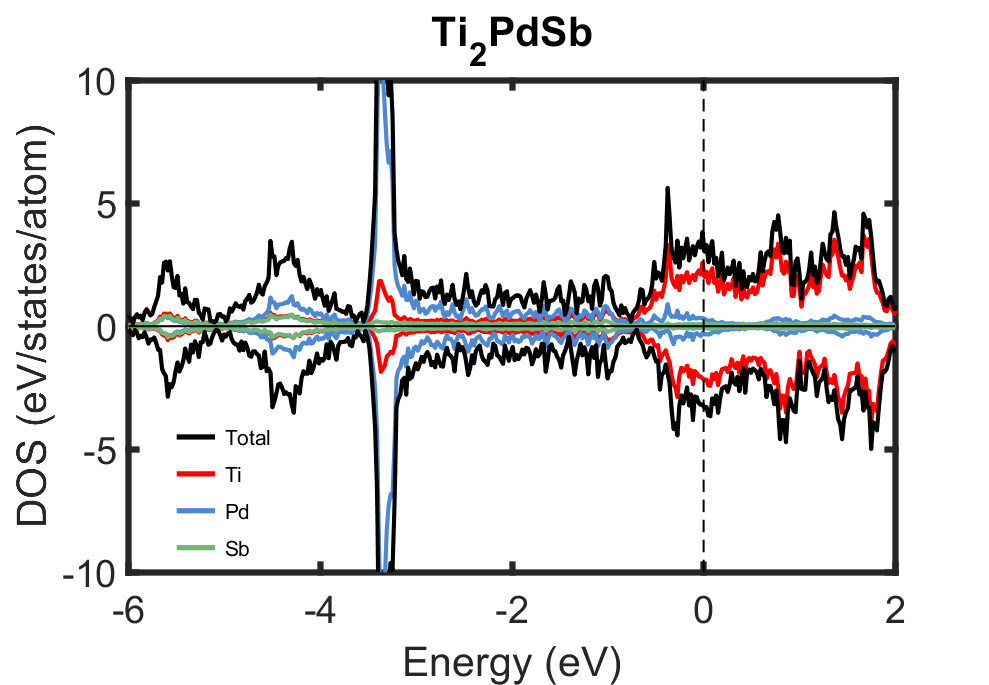 Ti₂PdSb
10
5
0
-5
-10
DOS (eV/states/atom)
Total
Ti
Pd
Sb
-6 -4 -2 0 2
Energy (eV)